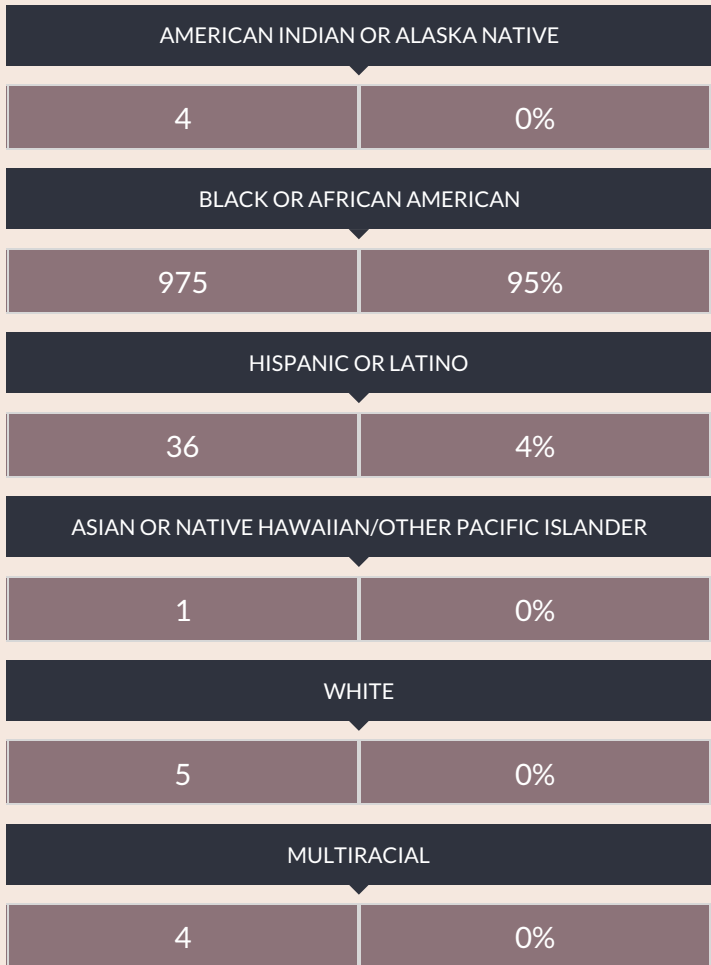 AMERICAN INDIAN OR ALASKA NATIVE
4 0%
BLACK OR AFRICAN AMERICAN
975 95%
HISPANIC OR LATINO
36 4%
ASIAN OR NATIVE HAWAIIAN/OTHER PACIFIC ISLANDER
1 0%
WHITE
5 0%
MULTIRACIAL
4 0%